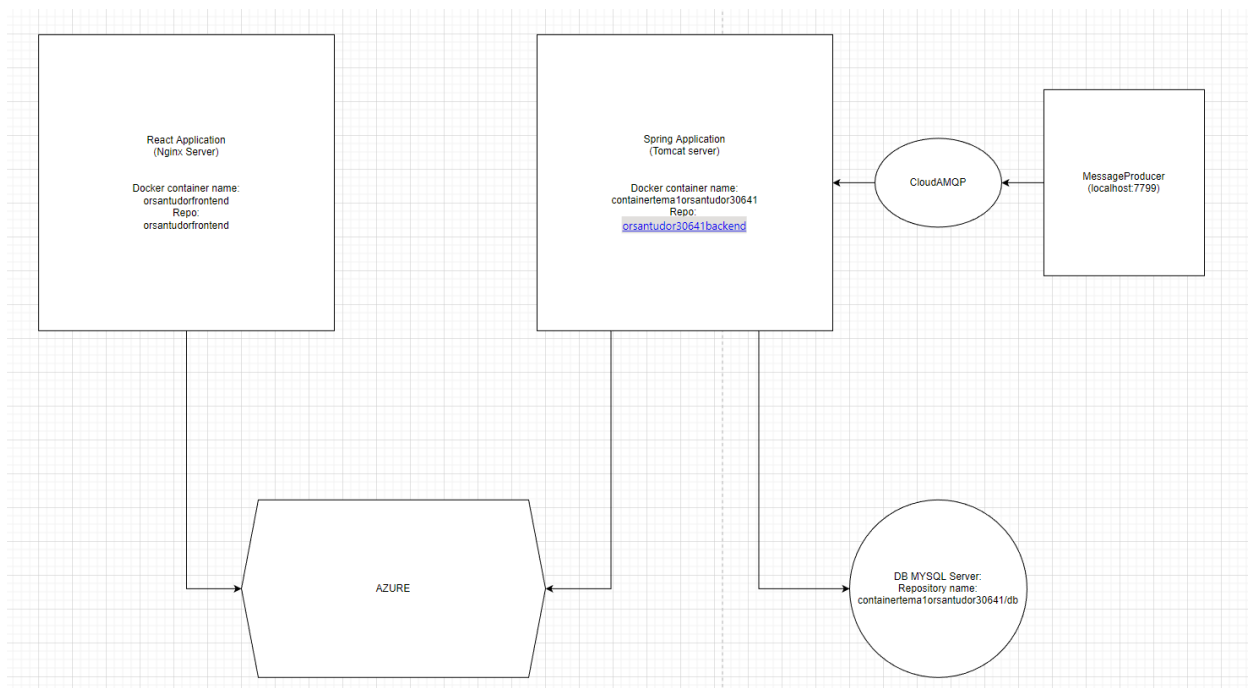 React Application
(Nginx Server)
Docker container name:
orsantudorfrontend
Repo:
orsantudorfrontend
Spring Application
(Tomcat server)
Docker container name:
containertema1orsantudor30641
Repo:
orsantudor30641backend
CloudAMQP
MessageProducer
(localhost:7799)
AZURE
DB MYSQL Server:
Repository name:
containertema1orsantudor30641/db